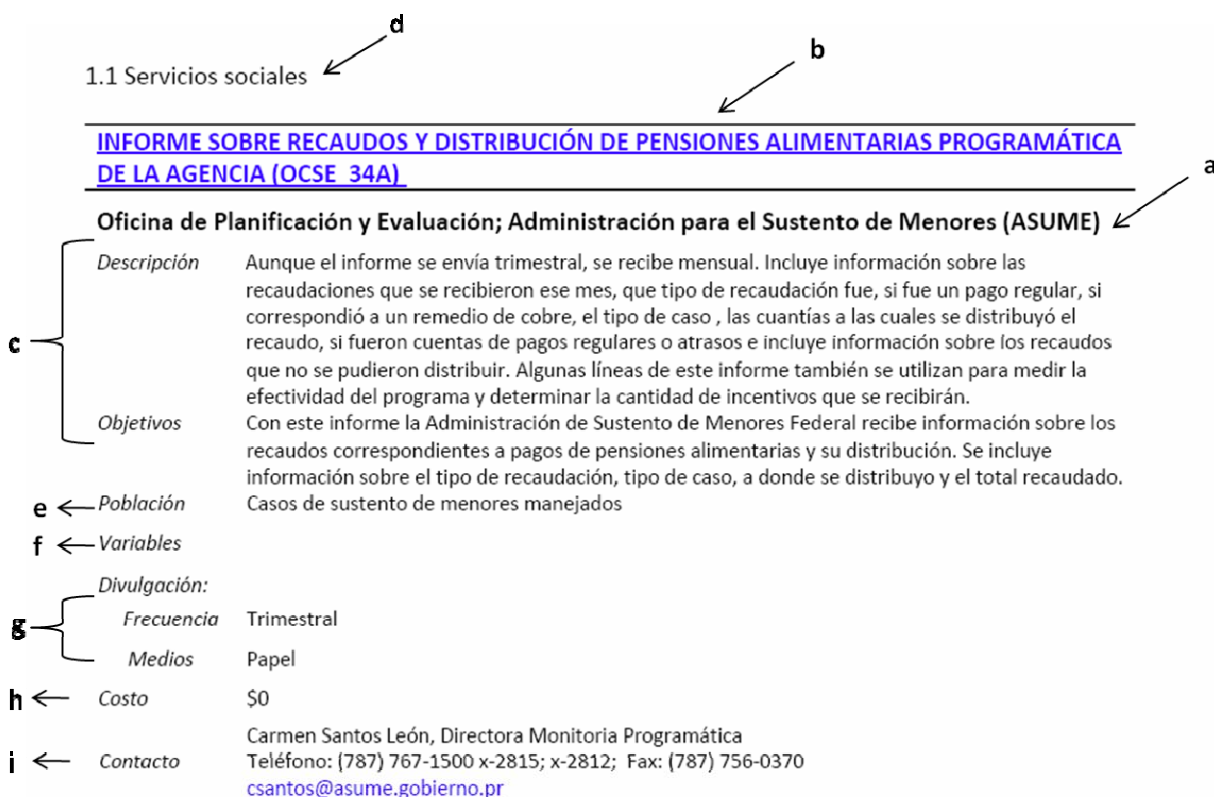 d
b
1.1 Servicios sociales
INFORME SOBRE RECAUDOS Y DISTRIBUCIÓN DE PENSIONES ALIMENTARIAS PROGRAMÁTICA
DE LA AGENCIA (OCSE 34A)
a
Oficina de Planificación y Evaluación; Administración para el Sustento de Menores (ASUME)
Descripción Aunque el informe se envía trimestral, se recibe mensual. Incluye información sobre las
recaudaciones que se recibieron ese mes, que tipo de recaudación fue, si fue un pago regular, si
c correspondió a un remedio de cobre, el tipo de caso , las cuantías a las cuales se distribuyó el
recaudo, si fueron cuentas de pagos regulares o atrasos e incluye información sobre los recaudos
que no se pudieron distribuir. Algunas líneas de este informe también se utilizan para medir la
efectividad del programa y determinar la cantidad de incentivos que se recibirán.
Objetivos Con este informe la Administración de Sustento de Menores Federal recibe información sobre los
recaudos correspondientes a pagos de pensiones alimentarias y su distribución. Se incluye
información sobre el tipo de recaudación, tipo de caso, a donde se distribuyo y el total recaudado.
e Población Casos de sustento de menores manejados
f Variables
Divulgación:
g Frecuencia Trimestral
Medios Papel
h Costo $0
Carmen Santos León, Directora Monitoria Programática
i Contacto Teléfono: (787) 767-1500 x-2815; x-2812; Fax: (787) 756-0370
csantos@asume.gobierno.pr